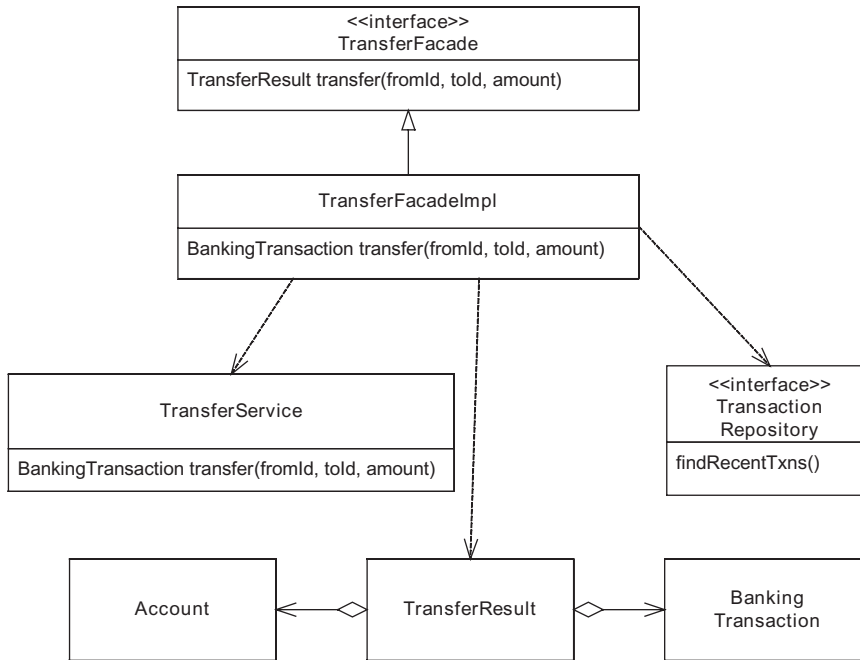 <<interface>>
TransferFacade
TransferResult transfer(fromId, toId, amount)
TransferFacadeImpl
BankingTransaction transfer(fromId, toId, amount)
TransferService
BankingTransaction transfer(fromId, toId, amount)
<<interface>>
Transaction
Repository
findRecentTxns()
Account
TransferResult
Banking
Transaction